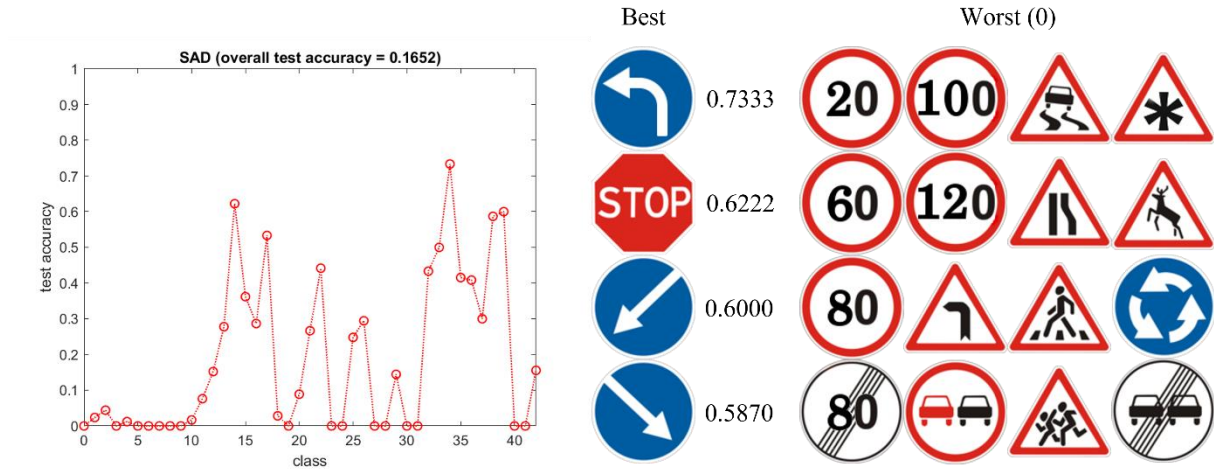 Best
Worst (0)
SAD (overall test accuracy = 0.1652)
1
0.9
0.8
0.7
0.6
0.5
0.4
0.3
0.2
0.1
0
test accuracy
0 5 10 15 20 25 30 35 40
class
0.7333
20 100
STOP 0.6222
60 120
0.6000
80
0.5870
80